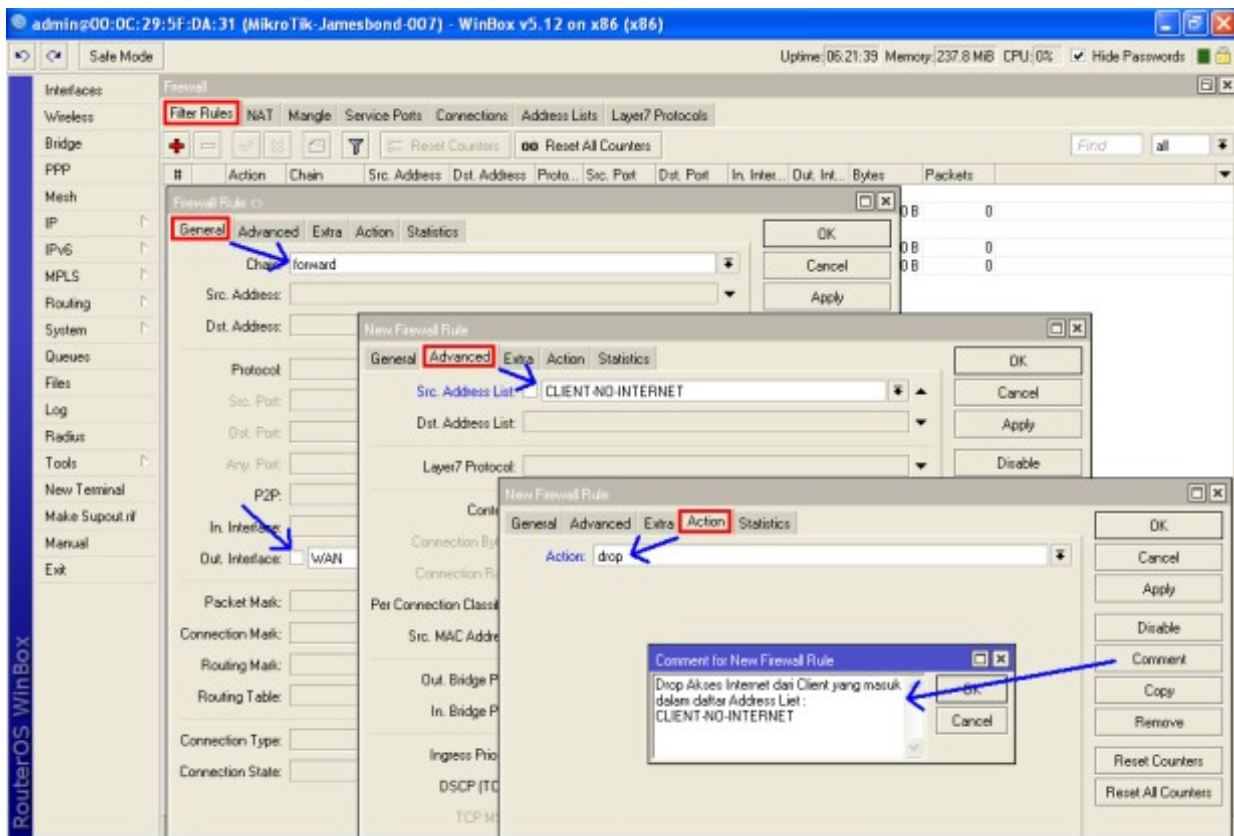 admin@00:0C:29:5F:DA:31 (MikroTik-Jamesbond-007) - WinBox v5.12 on x86 (x86)
Safe Mode
Uptime: 06:21:39 Memory: 237.8 MiB CPU: 0% Hide Passwords
Interfaces
Wireless
Bridge
PPP
Mesh
IP
IPv6
MPLS
Routing
System
Queues
Files
Log
Radius
Tools
New Terminal
Make Supout.rif
Manual
Exit
RouterOS WinBox
Firewall
Filter Rules NAT Mangle Service Ports Connections Address Lists Layer7 Protocols
Reset Counters 00 Reset All Counters
Find all
# Action Chain Src. Address Dst. Address Proto... Src. Port Dst. Port In. Inter... Out. Int... Bytes Packets
0 B 0
0 B 0
0 B 0
Firewall Rule <>
General Advanced Extra Action Statistics
Chain: forward
Src. Address:
Dst. Address:
Protocol:
Src. Port:
Dst. Port:
Any. Port:
P2P:
In. Interface:
Out. Interface: WAN
Packet Mark:
Connection Mark:
Routing Mark:
Routing Table:
Connection Type:
Connection State:
OK
Cancel
Apply
New Firewall Rule
General Advanced Extra Action Statistics
Src. Address List: CLIENT-NO-INTERNET
Dst. Address List:
Layer7 Protocol:
Conte
Connection By
Connection R
Per Connection Classif
Src. MAC Addre
Out. Bridge P
In. Bridge P
Ingress Prio
DSCP (TO
TCP M
OK
Cancel
Apply
Disable
New Firewall Rule
General Advanced Extra Action Statistics
Action: drop
OK
Cancel
Apply
Disable
Comment
Copy
Remove
Reset Counters
Reset All Counters
Comment for New Firewall Rule
Drop Akses Internet dari Client yang masuk
dalam daftar Address List :
CLIENT-NO-INTERNET
OK
Cancel